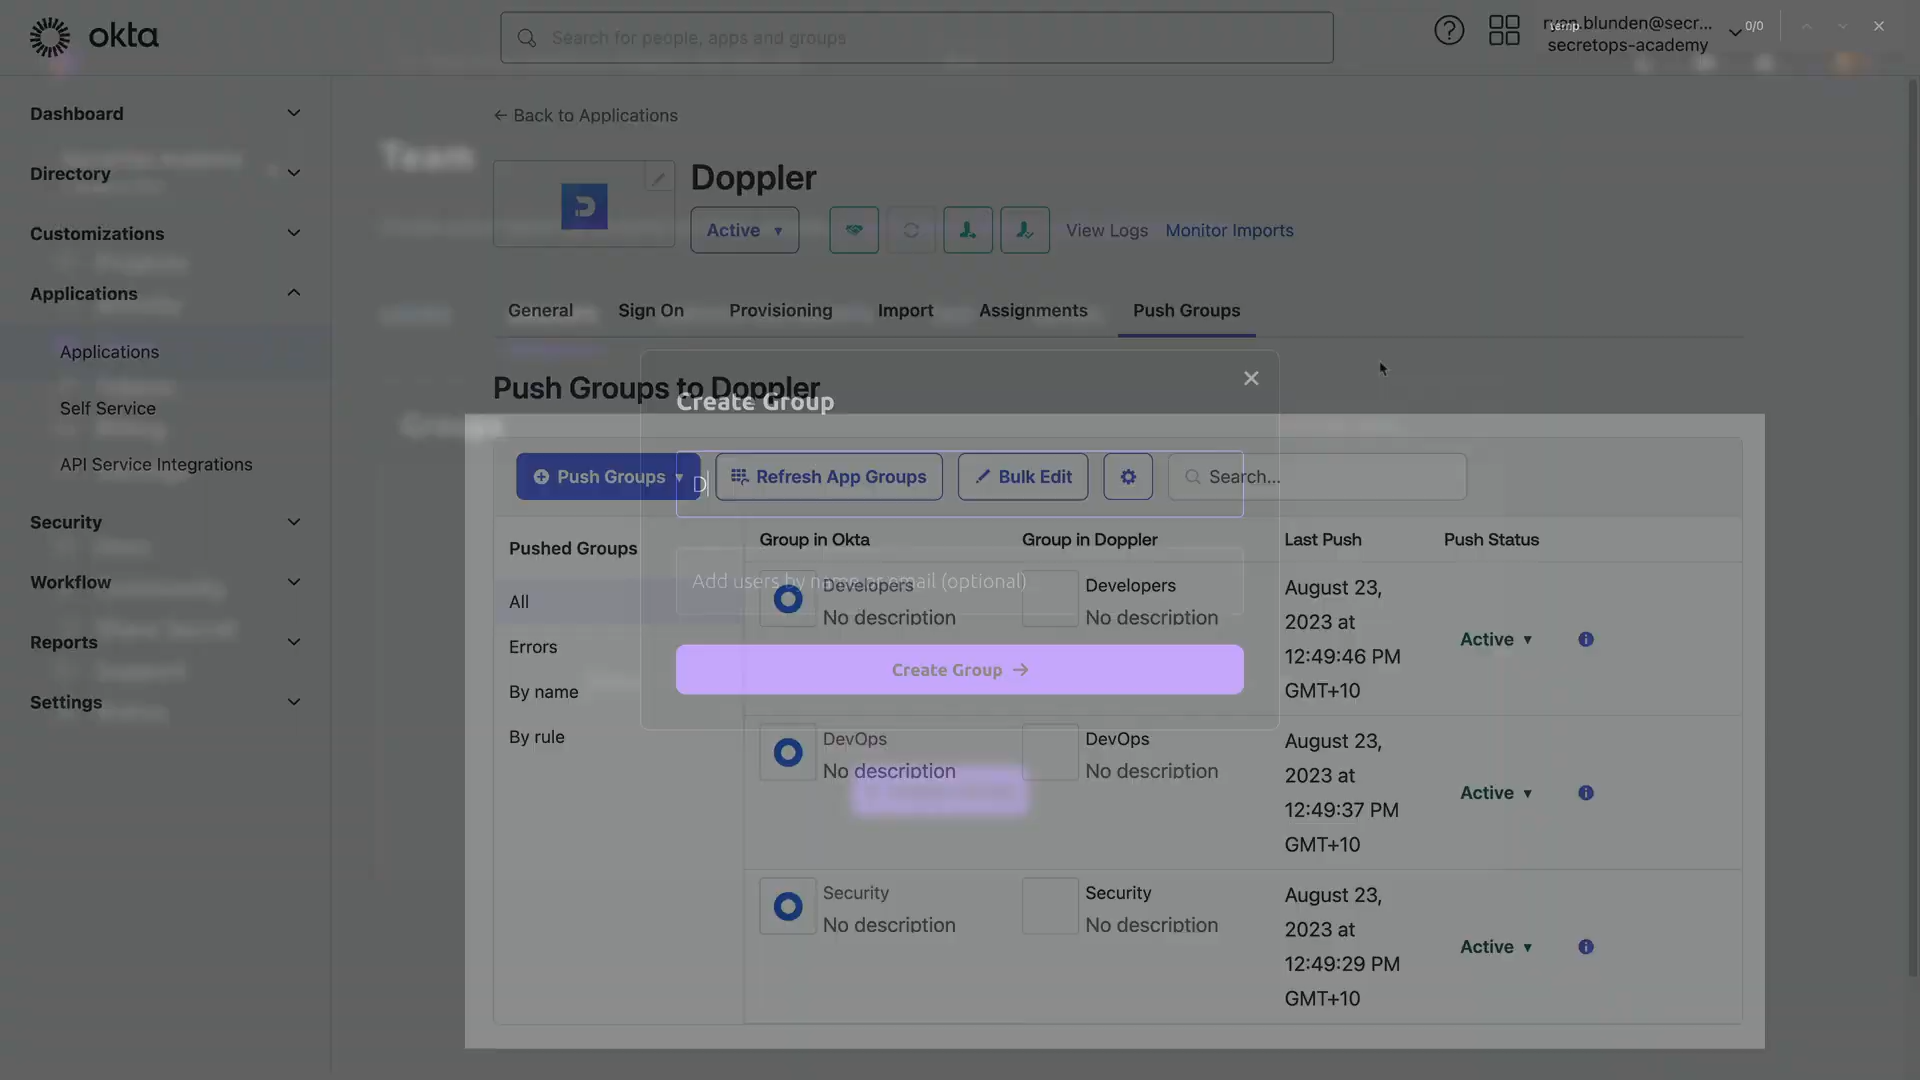 okta
Search for people, apps and groups
ryan.blunden@secr...
secretops-academy
temp
0/0
Dashboard
Directory
Customizations
Applications
Applications
Self Service
API Service Integrations
Security
Workflow
Reports
Settings
← Back to Applications
Team
Doppler
Active ▼
View Logs
Monitor Imports
General
Sign On
Provisioning
Import
Assignments
Push Groups
Push Groups to Doppler
Create Group
Groups
Push Groups ▼
D
Refresh App Groups
Bulk Edit
Search...
Add users by name or email (optional)
Create Group →
Pushed Groups
All
Errors
By name
By rule
Group in Okta
Group in Doppler
Last Push
Push Status
Developers
No description
Developers
No description
August 23,
2023 at
12:49:46 PM
GMT+10
Active ▼
DevOps
No description
DevOps
No description
August 23,
2023 at
12:49:37 PM
GMT+10
Active ▼
Security
No description
Security
No description
August 23,
2023 at
12:49:29 PM
GMT+10
Active ▼